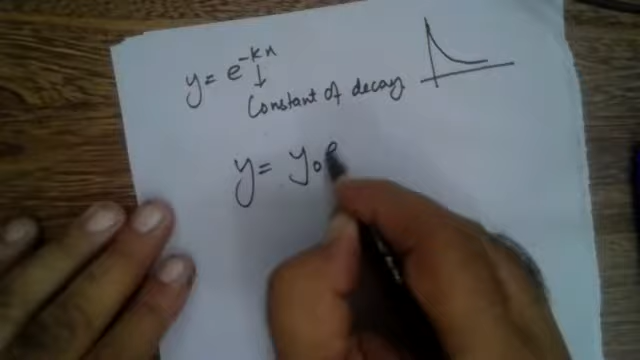 y = e^-kx
↓
Constant of decay
y = y₀e